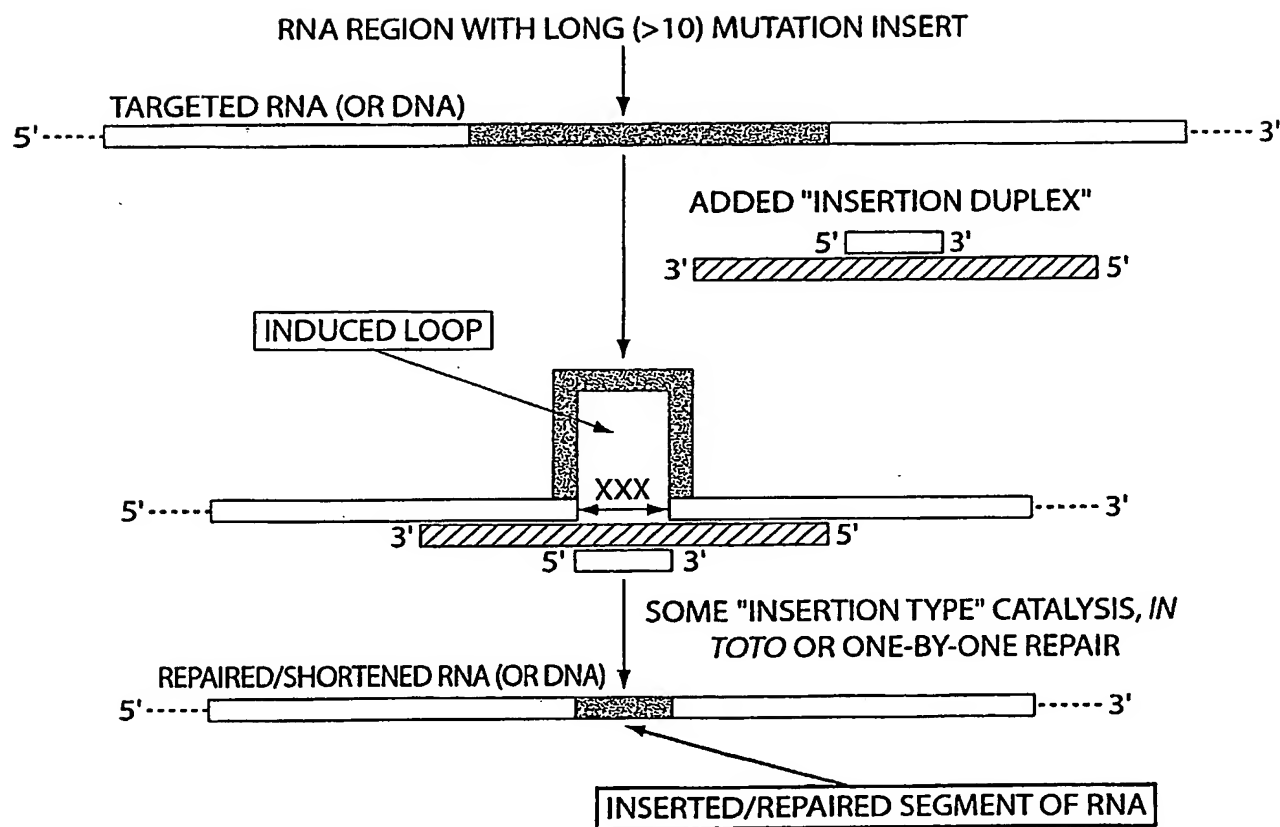 RNA REGION WITH LONG (>10) MUTATION INSERT
TARGETED RNA (OR DNA)
5' 3'
ADDED "INSERTION DUPLEX"
5' 3'
3' 5'
INDUCED LOOP
XXX
5' 3'
3' 5'
5' 3'
SOME "INSERTION TYPE" CATALYSIS, IN
TOTO OR ONE-BY-ONE REPAIR
REPAIRED/SHORTENED RNA (OR DNA)
5' 3'
INSERTED/REPAIRED SEGMENT OF RNA